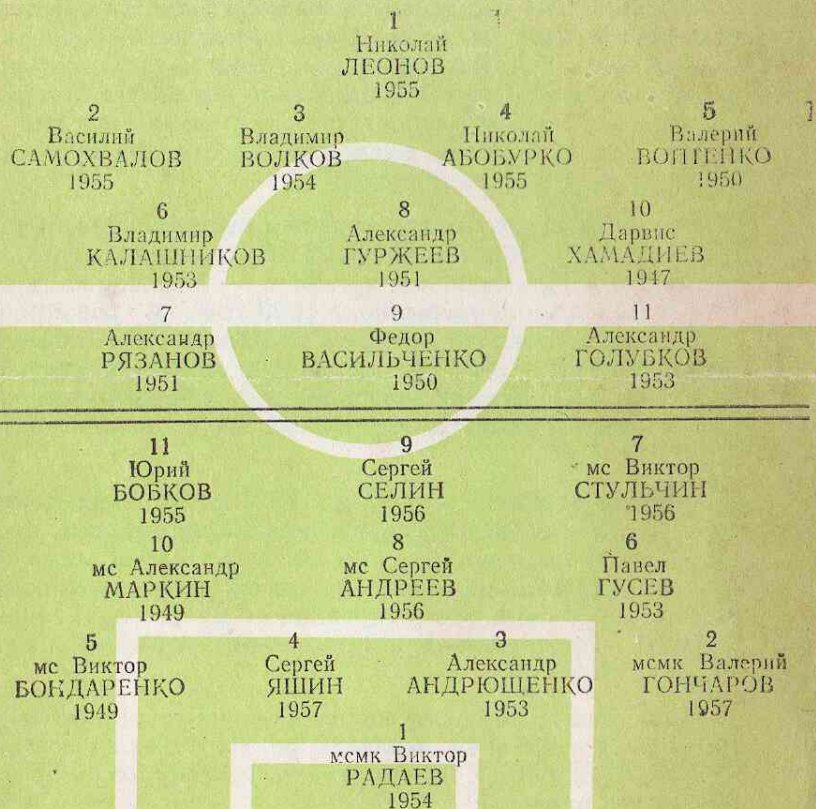 1
Николай
ЛЕОНОВ
1955
2 3 4 5
Василий Владимир Николай Валерий
САМОХВАЛОВ ВОЛКОВ АБОБУРКО ВОЙТЕНКО
1955 1954 1955 1950
6 8 10
Владимир Александр Дарвис
КАЛАШНИКОВ ГУРЖЕЕВ ХАМАДИЕВ
1953 1951 1947
7 9 11
Александр Федор Александр
РЯЗАНОВ ВАСИЛЬЧЕНКО ГОЛУБКОВ
1951 1950 1953
11 9 7
Юрий Сергей мс Виктор
БОБКОВ СЕЛИН СТУЛЬЧИН
1955 1956 1956
10 8 6
мс Александр мс Сергей Павел
МАРКИН АНДРЕЕВ ГУСЕВ
1949 1956 1953
5 4 3 2
мс Виктор Сергей Александр мсмк Валерий
БОНДАРЕНКО ЯШИН АНДРЮЩЕНКО ГОНЧАРОВ
1949 1957 1953 1957
1
мсмк Виктор
РАДАЕВ
1954